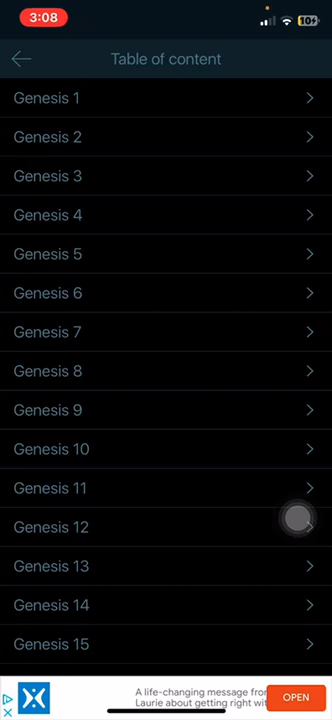 3:08
Table of content
Genesis 1
Genesis 2
Genesis 3
Genesis 4
Genesis 5
Genesis 6
Genesis 7
Genesis 8
Genesis 9
Genesis 10
Genesis 11
Genesis 12
Genesis 13
Genesis 14
Genesis 15
A life-changing message from
Laurie about getting right wit
OPEN